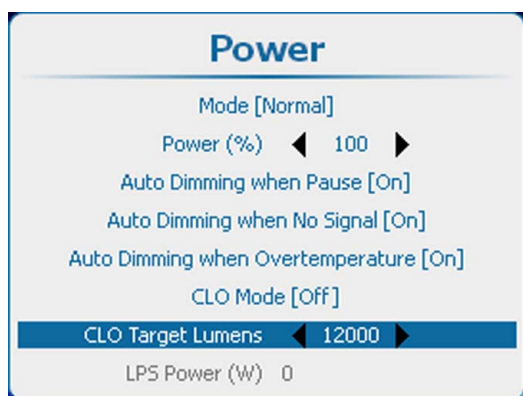 Power
Mode [Normal]
Power (%) 100
Auto Dimming when Pause [On]
Auto Dimming when No Signal [On]
Auto Dimming when Overtemperature [On]
CLO Mode [Off]
CLO Target Lumens 12000
LPS Power (W) 0